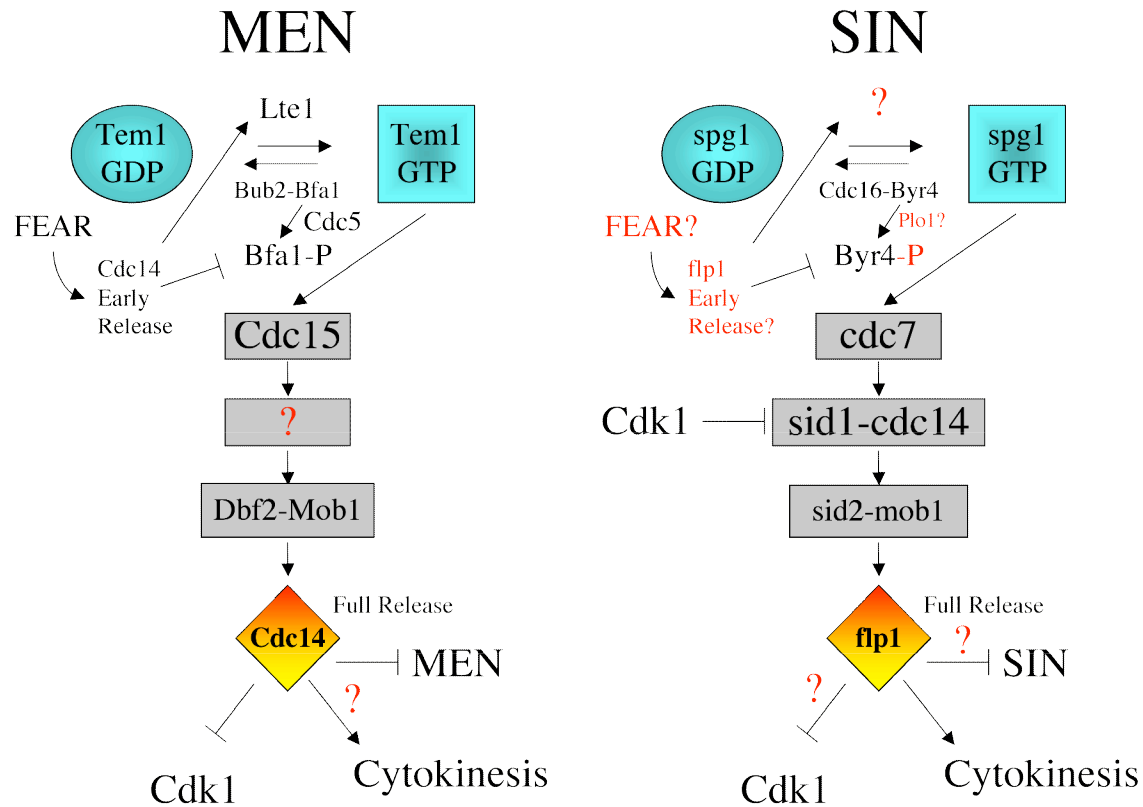 MEN
Lte1
Tem1
GDP
Tem1
GTP
Bub2-Bfa1
Cdc5
FEAR
Bfa1-P
Cdc14
Early
Release
Cdc15
?
Dbf2-Mob1
Full Release
Cdc14
MEN
?
Cdk1
Cytokinesis
SIN
?
spg1
GDP
spg1
GTP
Cdc16-Byr4
Plo1?
FEAR?
Byr4-P
flp1
Early
Release?
cdc7
Cdk1
sid1-cdc14
sid2-mob1
Full Release
flp1
?
SIN
?
Cdk1
Cytokinesis